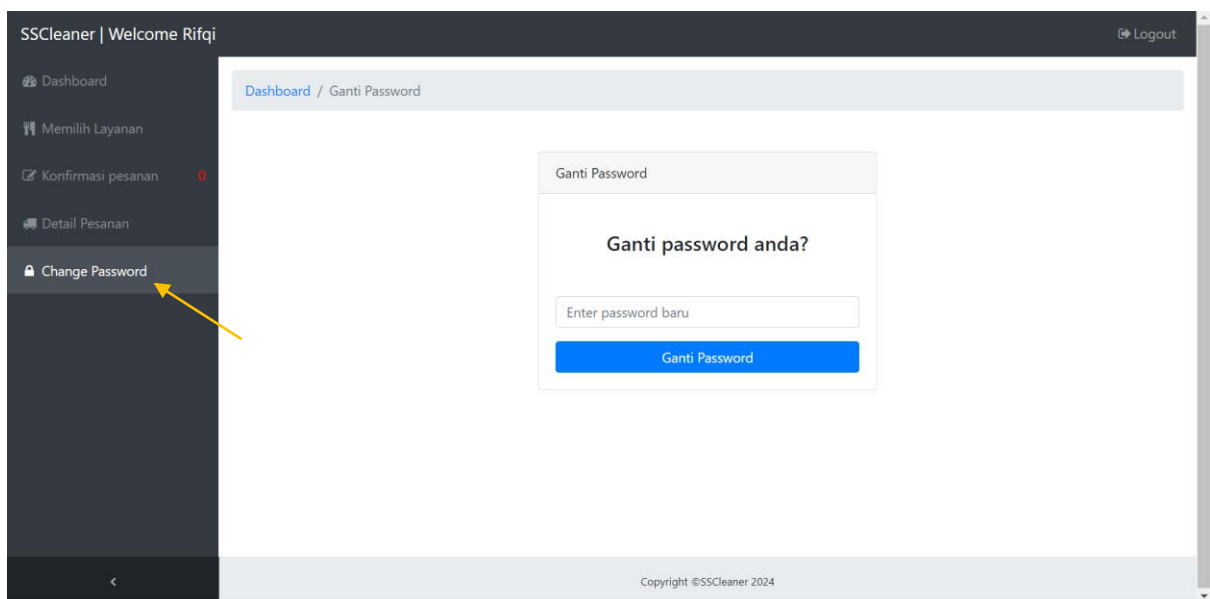 SSCleaner | Welcome Rifqi
Logout
Dashboard
Memilih Layanan
Konfirmasi pesanan 0
Detail Pesanan
Change Password
Dashboard / Ganti Password
Ganti Password
Ganti password anda?
Enter password baru
Ganti Password
Copyright ©SSCleaner 2024